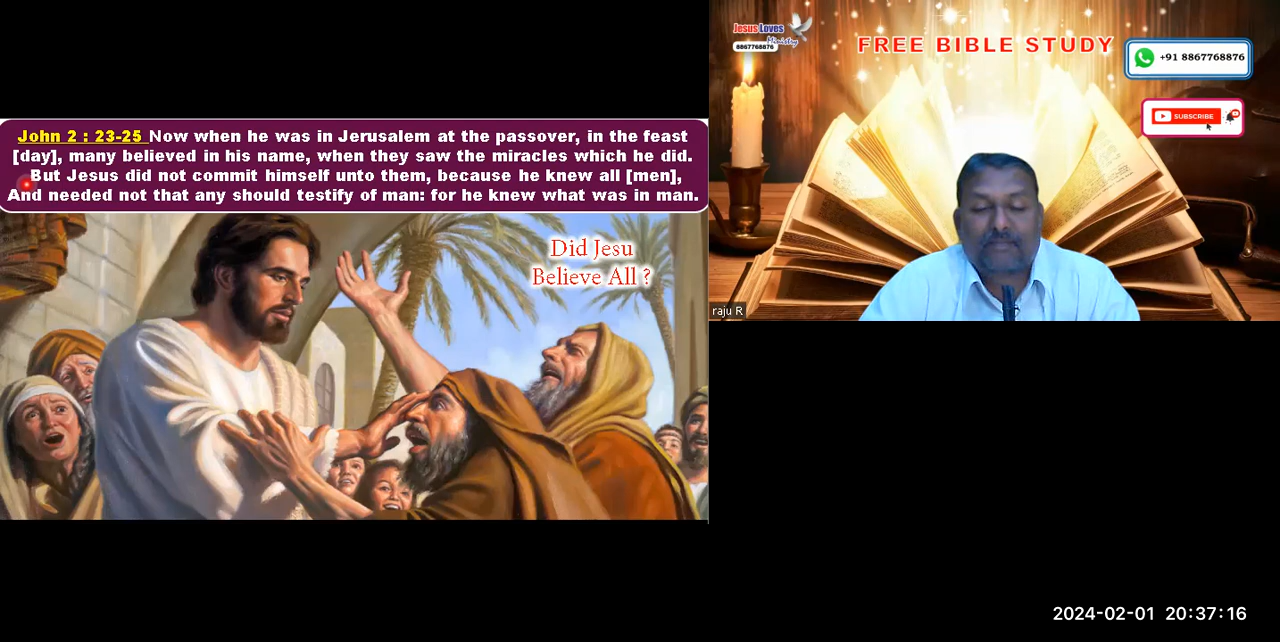 John 2 : 23-25 Now when he was in Jerusalem at the passover, in the feast
[day], many believed in his name, when they saw the miracles which he did.
But Jesus did not commit himself unto them, because he knew all [men],
And needed not that any should testify of man: for he knew what was in man.
Did Jesu
Believe All ?
Jesus Loves
Ministry
8867768876
FREE BIBLE STUDY
+91 8867768876
SUBSCRIBE
raju R
2024-02-01 20:37:16